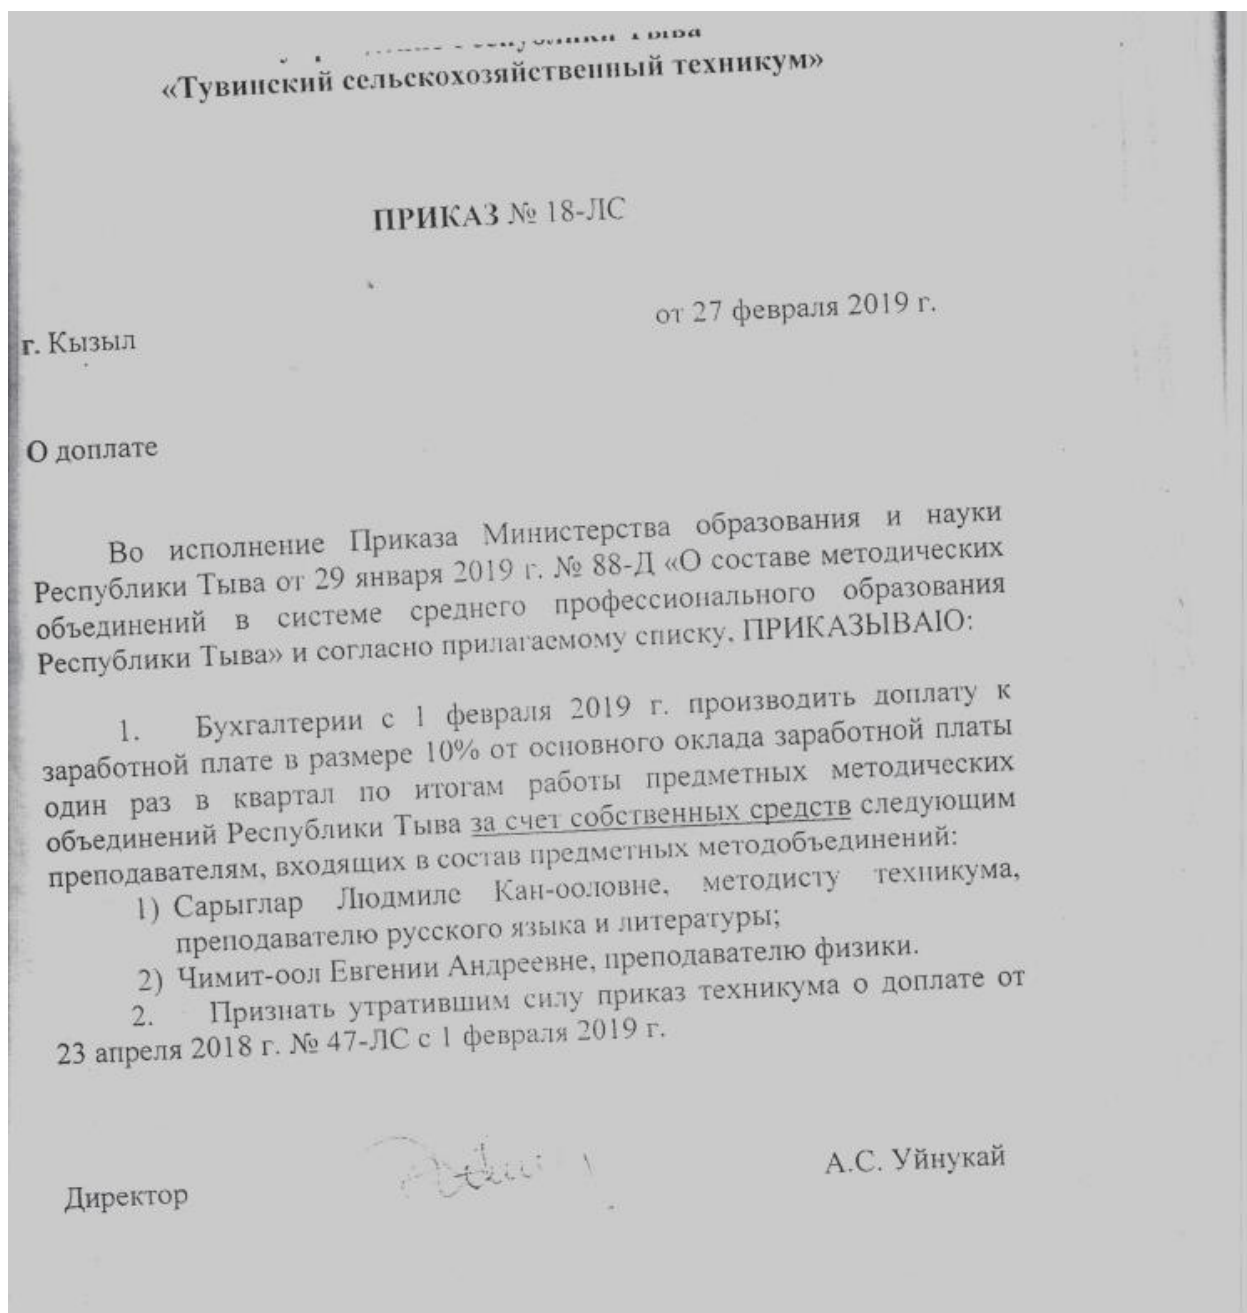 Республики Тыва
«Тувинский сельскохозяйственный техникум»
ПРИКАЗ № 18-ЛС
от 27 февраля 2019 г.
г. Кызыл
О доплате
Во исполнение Приказа Министерства образования и науки
Республики Тыва от 29 января 2019 г. № 88-Д «О составе методических
объединений в системе среднего профессионального образования
Республики Тыва» и согласно прилагаемому списку, ПРИКАЗЫВАЮ:
1. Бухгалтерии с 1 февраля 2019 г. производить доплату к
заработной плате в размере 10% от основного оклада заработной платы
один раз в квартал по итогам работы предметных методических
объединений Республики Тыва за счет собственных средств следующим
преподавателям, входящих в состав предметных методобъединений:
1) Сарыглар Людмиле Кан-ооловне, методисту техникума,
преподавателю русского языка и литературы;
2) Чимит-оол Евгении Андреевне, преподавателю физики.
2. Признать утратившим силу приказ техникума о доплате от
23 апреля 2018 г. № 47-ЛС с 1 февраля 2019 г.
Директор
А.С. Уйнукай